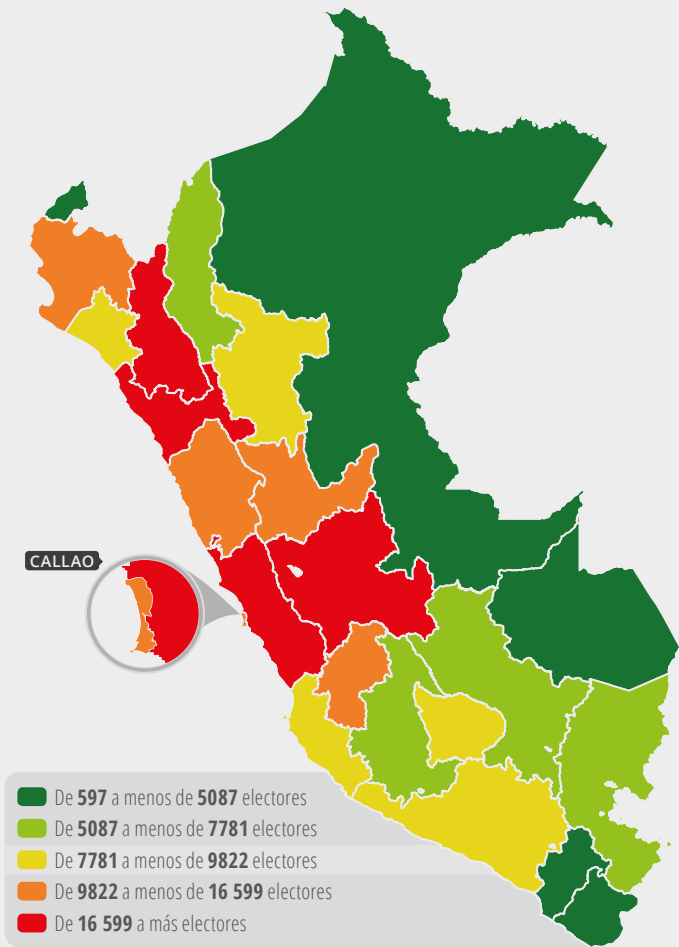 CALLAO
De 597 a menos de 5087 electores
De 5087 a menos de 7781 electores
De 7781 a menos de 9822 electores
De 9822 a menos de 16 599 electores
De 16 599 a más electores